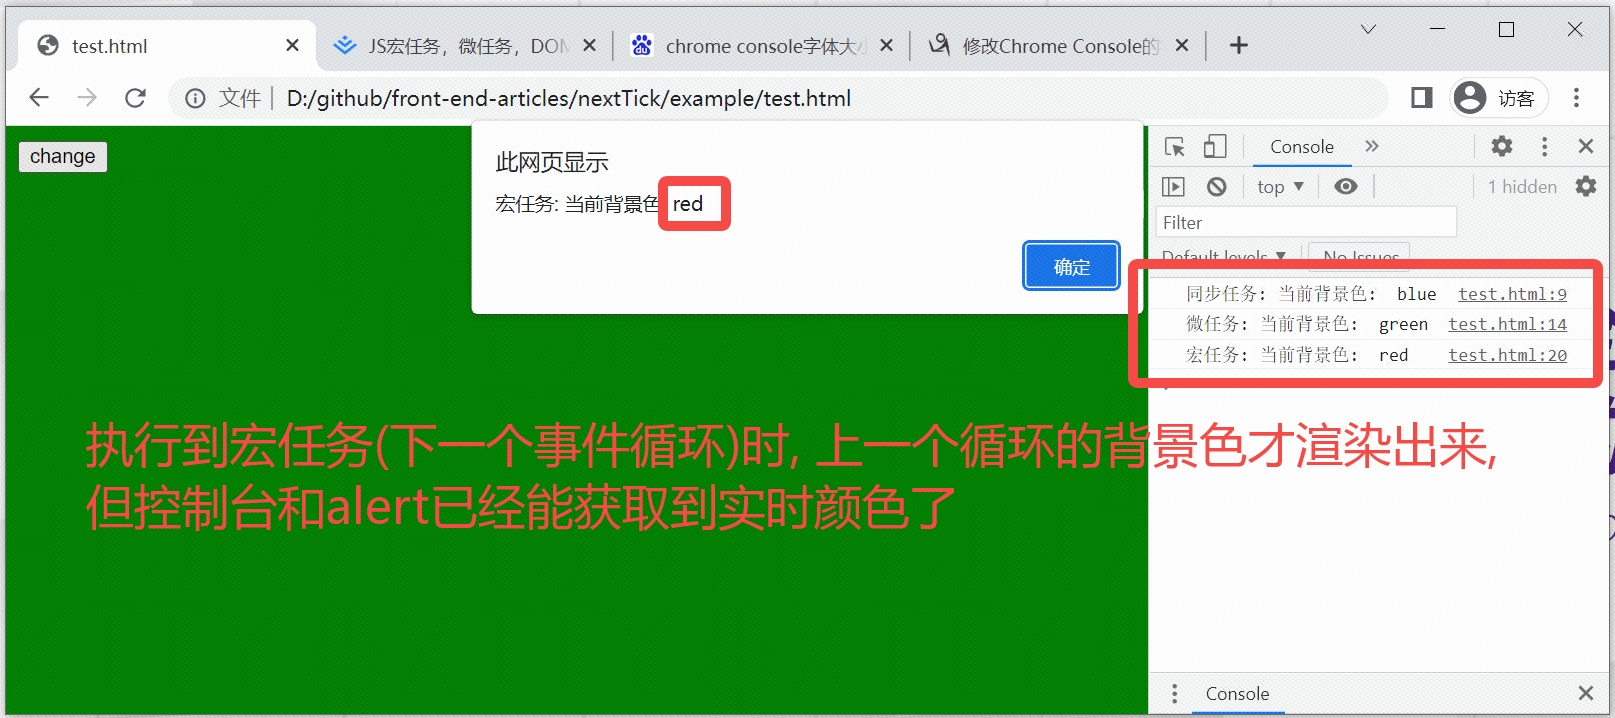 test.html
JS宏任务，微任务，DOM
chrome console字体大小
修改Chrome Console的
文件
D:/github/front-end-articles/nextTick/example/test.html
访客
change
此网页显示
宏任务: 当前背景色 red
确定
Console
top
1 hidden
Filter
Default levels
No Issues
同步任务: 当前背景色: blue test.html:9
微任务: 当前背景色: green test.html:14
宏任务: 当前背景色: red test.html:20
执行到宏任务(下一个事件循环)时, 上一个循环的背景色才渲染出来,
但控制台和alert已经能获取到实时颜色了
Console